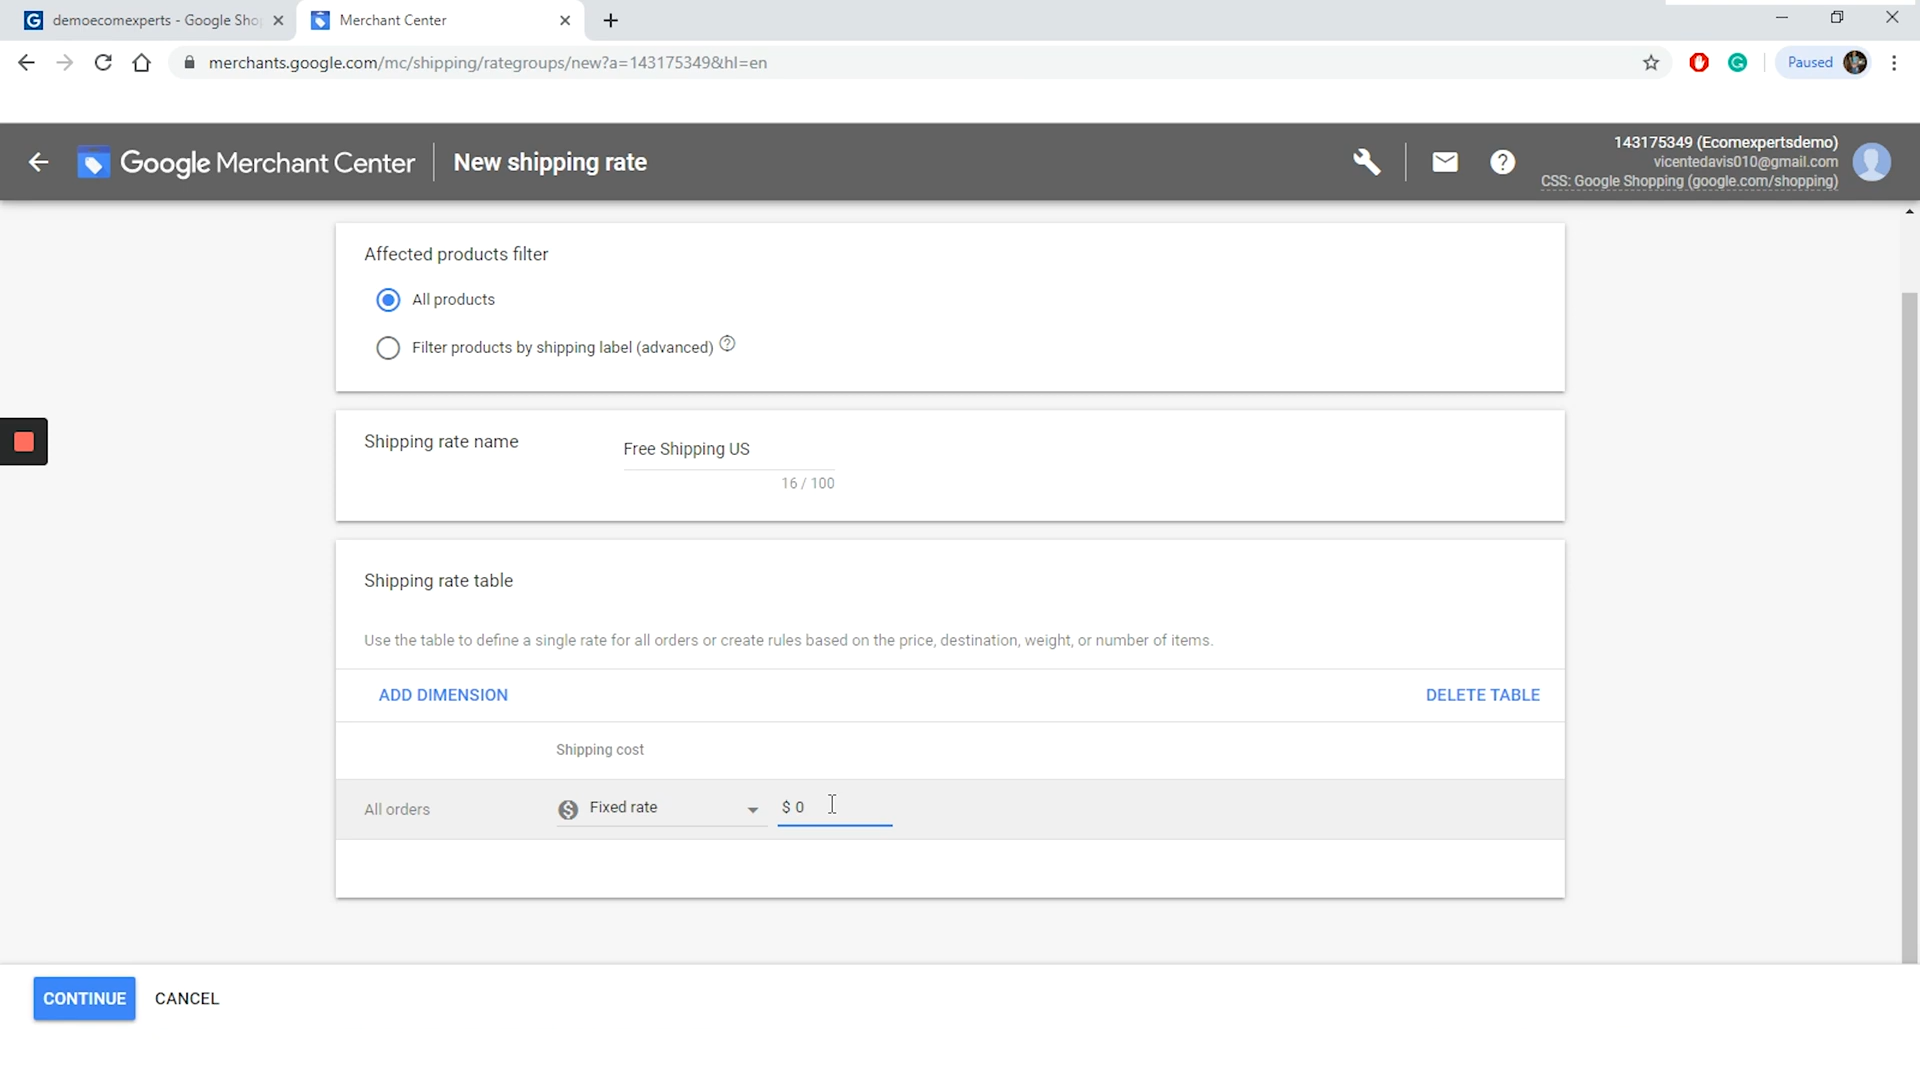 demoecomexperts - Google Sho
Merchant Center
merchants.google.com/mc/shipping/rategroups/new?a=143175349&hl=en
Paused
Google Merchant Center
New shipping rate
143175349 (Ecomexpertsdemo)
vicentedavis010@gmail.com
CSS: Google Shopping (google.com/shopping)
Affected products filter
All products
Filter products by shipping label (advanced)
Shipping rate name
Free Shipping US
16 / 100
Shipping rate table
Use the table to define a single rate for all orders or create rules based on the price, destination, weight, or number of items.
ADD DIMENSION
DELETE TABLE
Shipping cost
All orders
Fixed rate
$ 0
CONTINUE
CANCEL